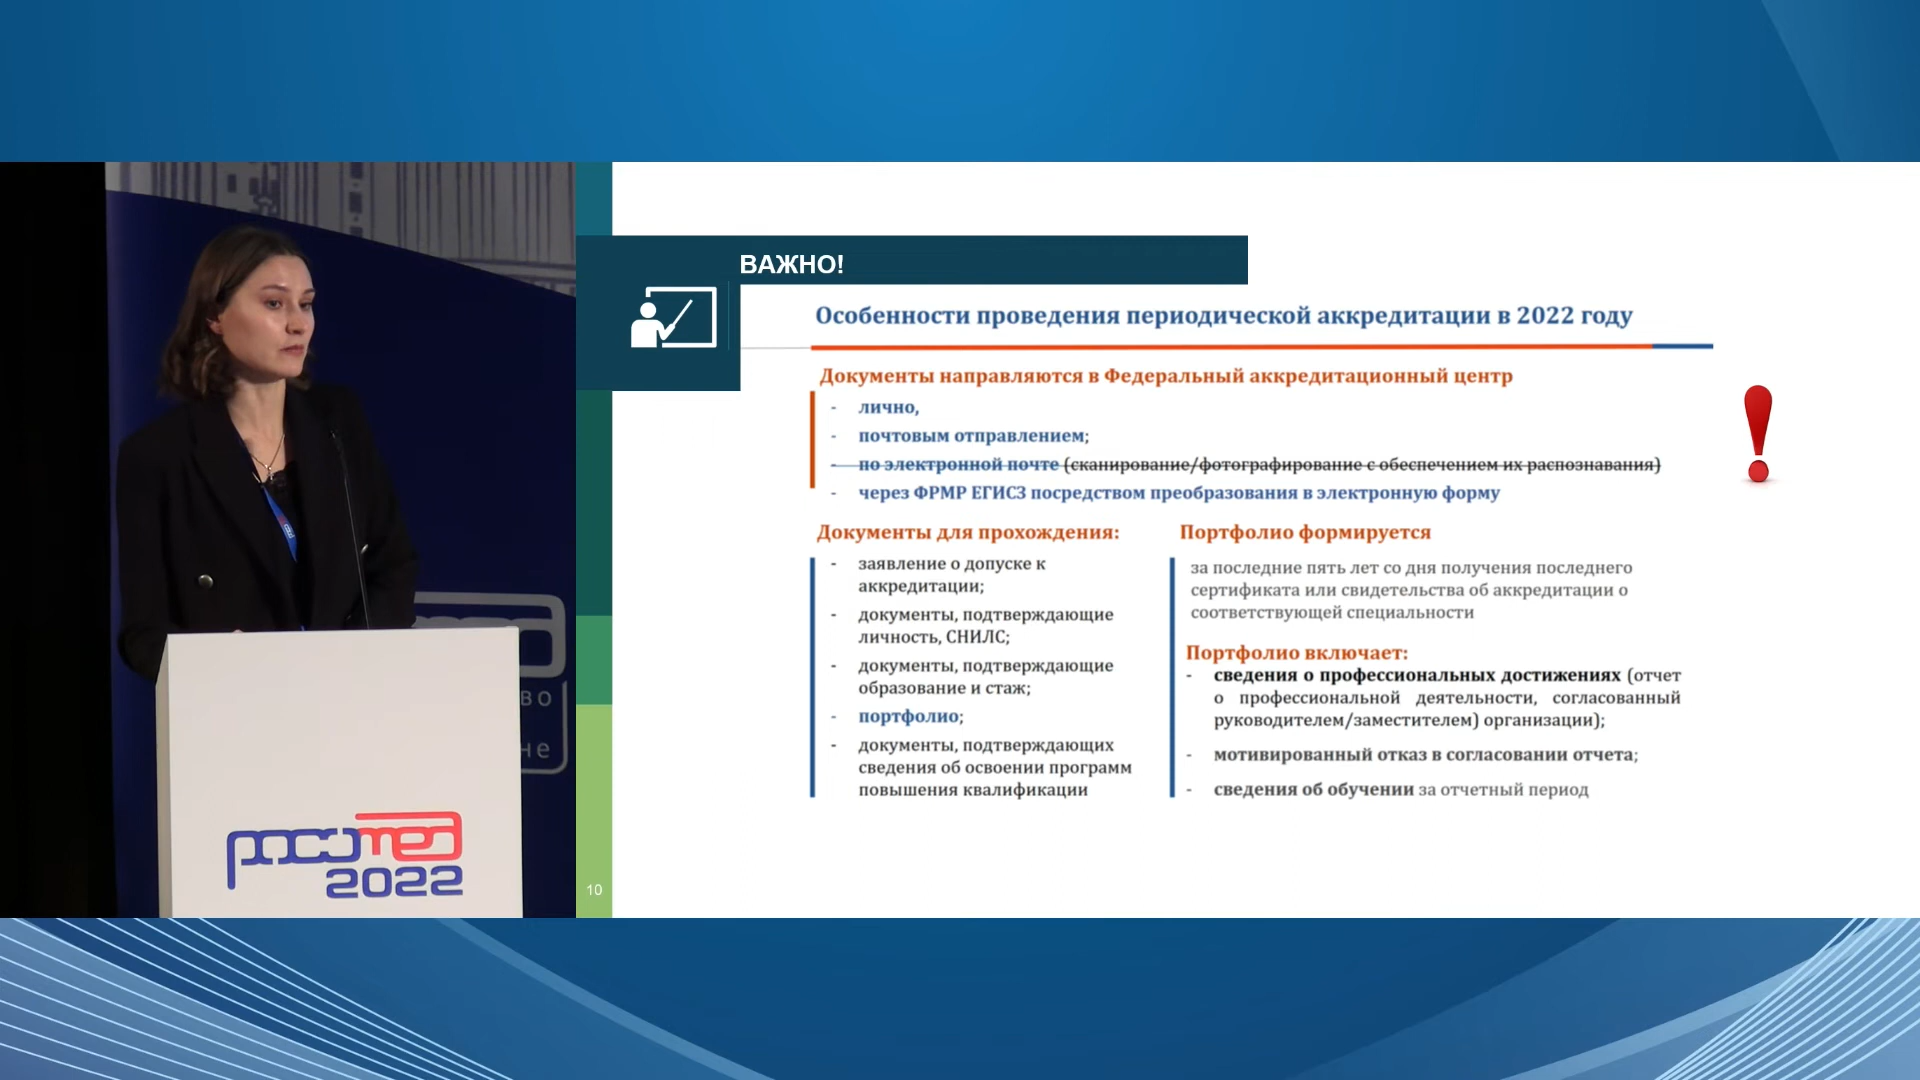 ВАЖНО!
Особенности проведения периодической аккредитации в 2022 году
Документы направляются в Федеральный аккредитационный центр
- лично,
- почтовым отправлением;
- по электронной почте (сканирование/фотографирование с обеспечением их распознавания)
- через ФРМР ЕГИСЗ посредством преобразования в электронную форму
Документы для прохождения:
- заявление о допуске к
аккредитации;
- документы, подтверждающие
личность, СНИЛС;
- документы, подтверждающие
образование и стаж;
- портфолио;
- документы, подтверждающих
сведения об освоении программ
повышения квалификации
Портфолио формируется
за последние пять лет со дня получения последнего
сертификата или свидетельства об аккредитации о
соответствующей специальности
Портфолио включает:
- сведения о профессиональных достижениях (отчет
о профессиональной деятельности, согласованный
руководителем/заместителем) организации);
- мотивированный отказ в согласовании отчета;
- сведения об обучении за отчетный период
10
во
не
росомед
2022